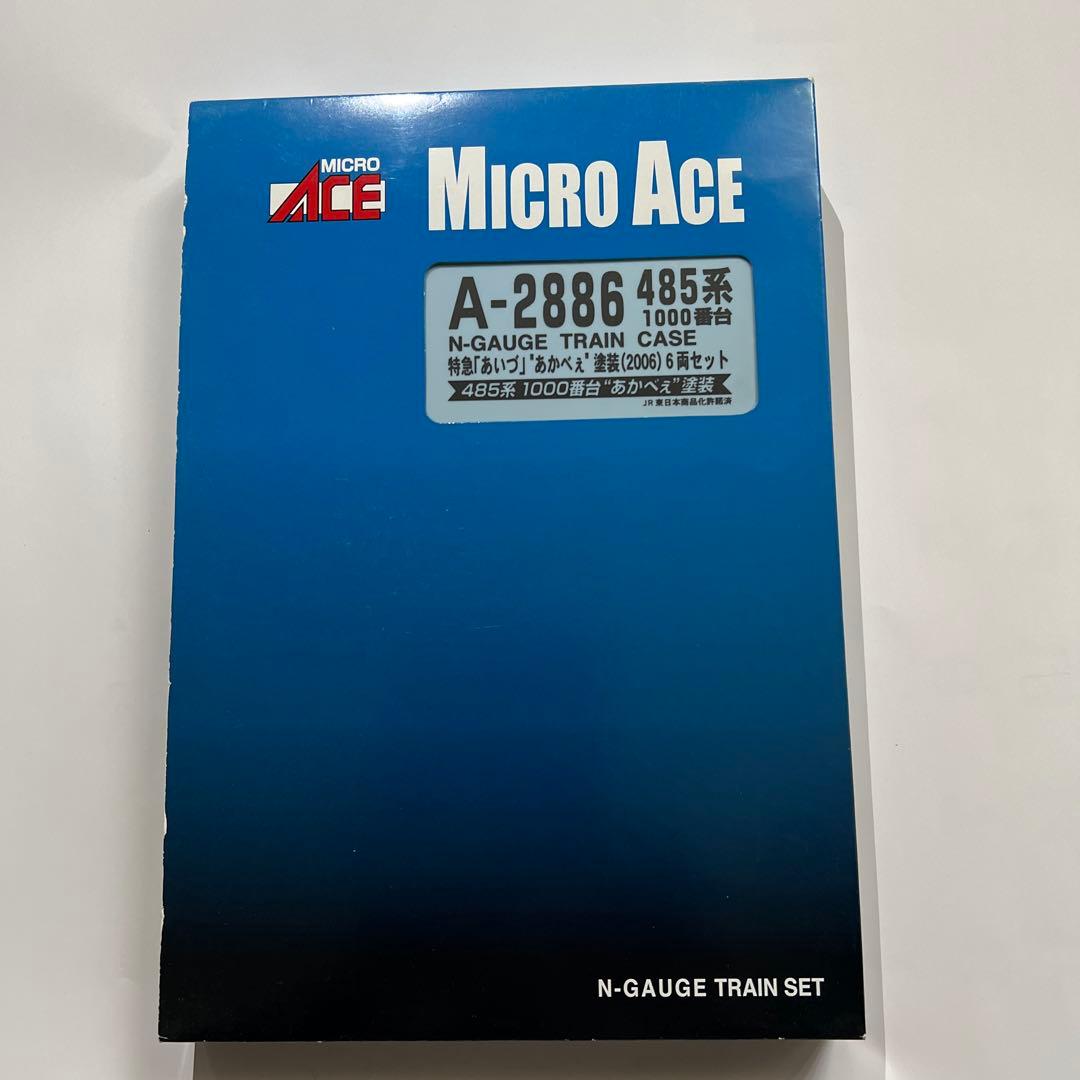 MICRO
ACE
MICRO ACE
A-2886 485系
1000番台
N-GAUGE TRAIN CASE
特急「あいづ」"あかべぇ"塗装(2006)6両セット
485系 1000番台"あかべぇ"塗装
JR東日本商品化許諾済
N-GAUGE TRAIN SET